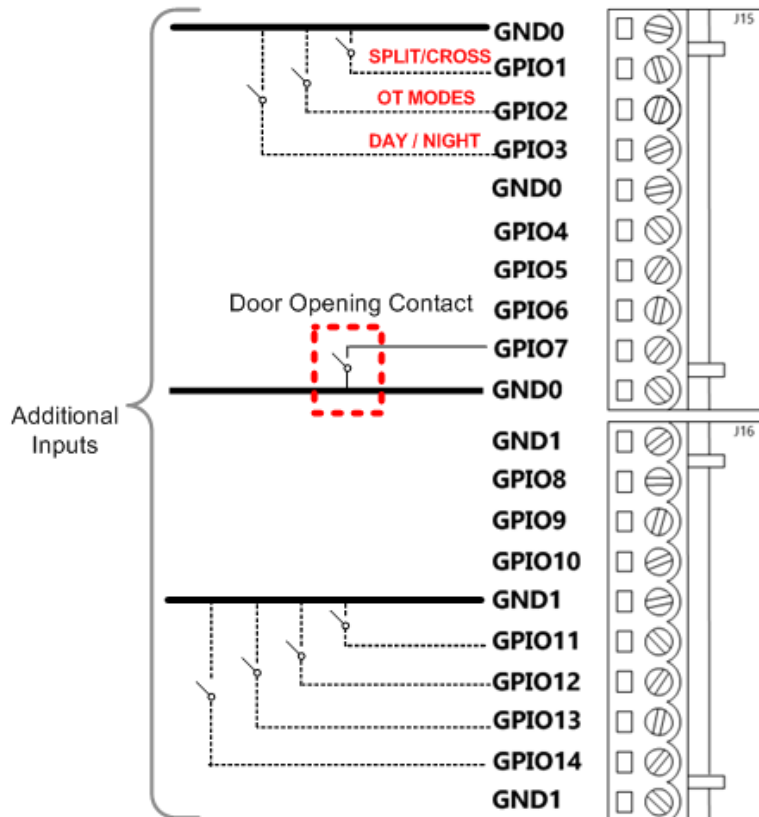 J15
GND0
SPLIT/CROSS
GPIO1
OT MODES
GPIO2
DAY / NIGHT
GPIO3
GND0
GPIO4
GPIO5
GPIO6
Door Opening Contact
GPIO7
GND0
Additional
Inputs
J16
GND1
GPIO8
GPIO9
GPIO10
GND1
GPIO11
GPIO12
GPIO13
GPIO14
GND1